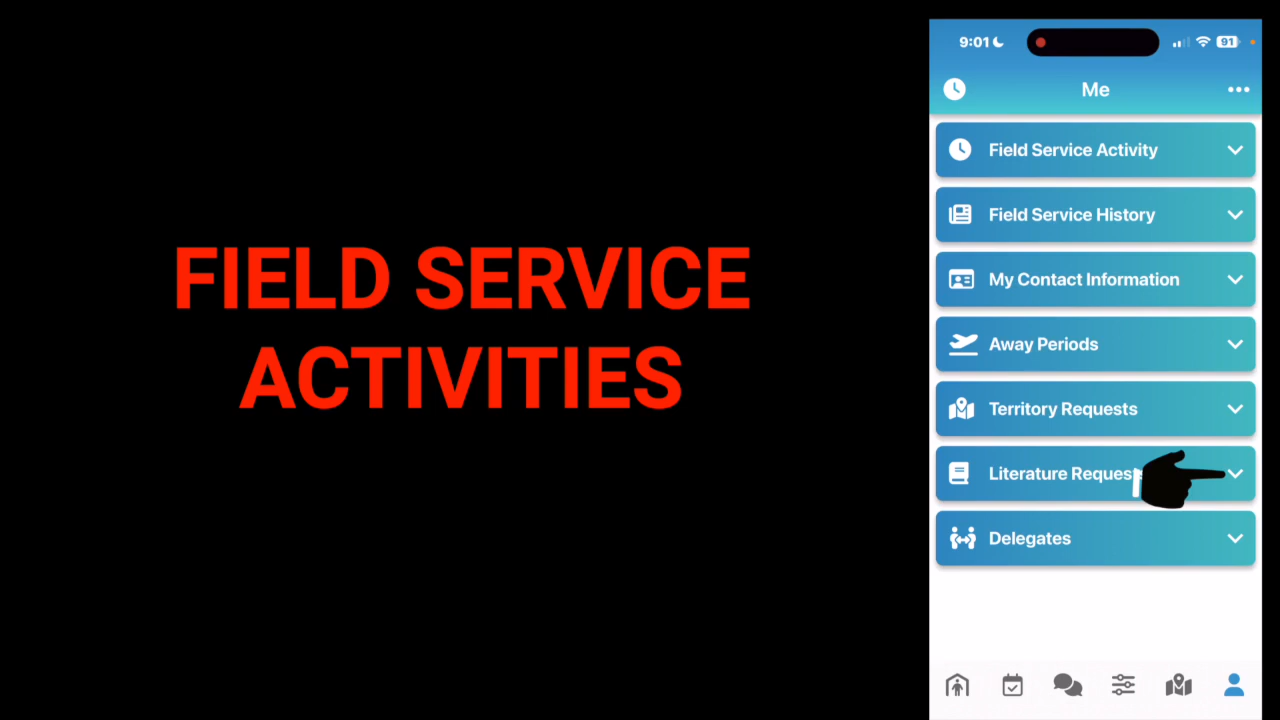 FIELD SERVICE
ACTIVITIES
9:01
91
Me
Field Service Activity
Field Service History
My Contact Information
Away Periods
Territory Requests
Literature Request
Delegates